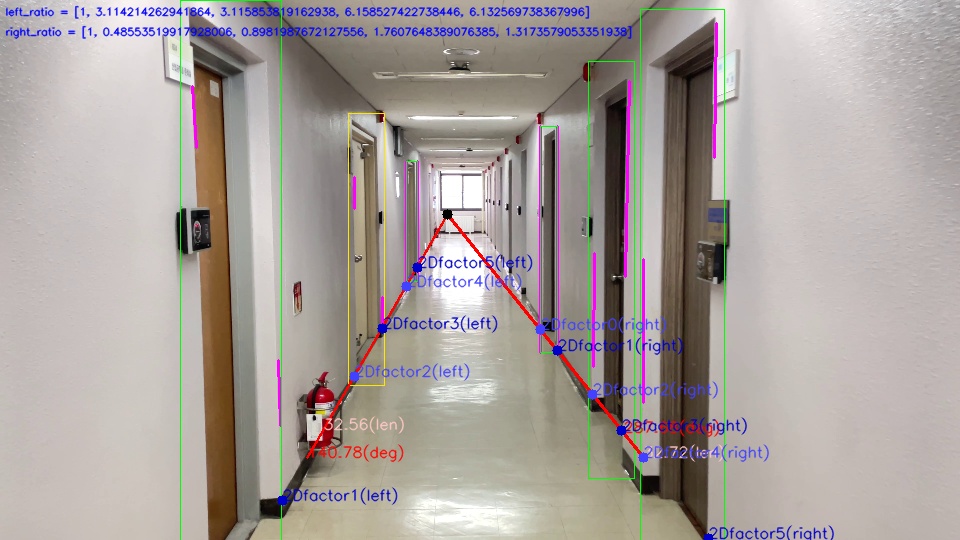 left_ratio = [1, 3.114214262941864, 3.115853819162938, 6.158527422738446, 6.132569738367996]
right_ratio = [1, 0.48553519917928006, 0.8981987672127556, 1.7607648389076385, 1.3173579053351938]
2Dfactor5(left)
2Dfactor4(left)
2Dfactor3(left)
2Dfactor0(right)
2Dfactor1(right)
2Dfactor2(left)
2Dfactor2(right)
32.56(len)
2Dfactor3(right)
40.78(deg)
2Dfactor1(left)
2Dfactor5(right)